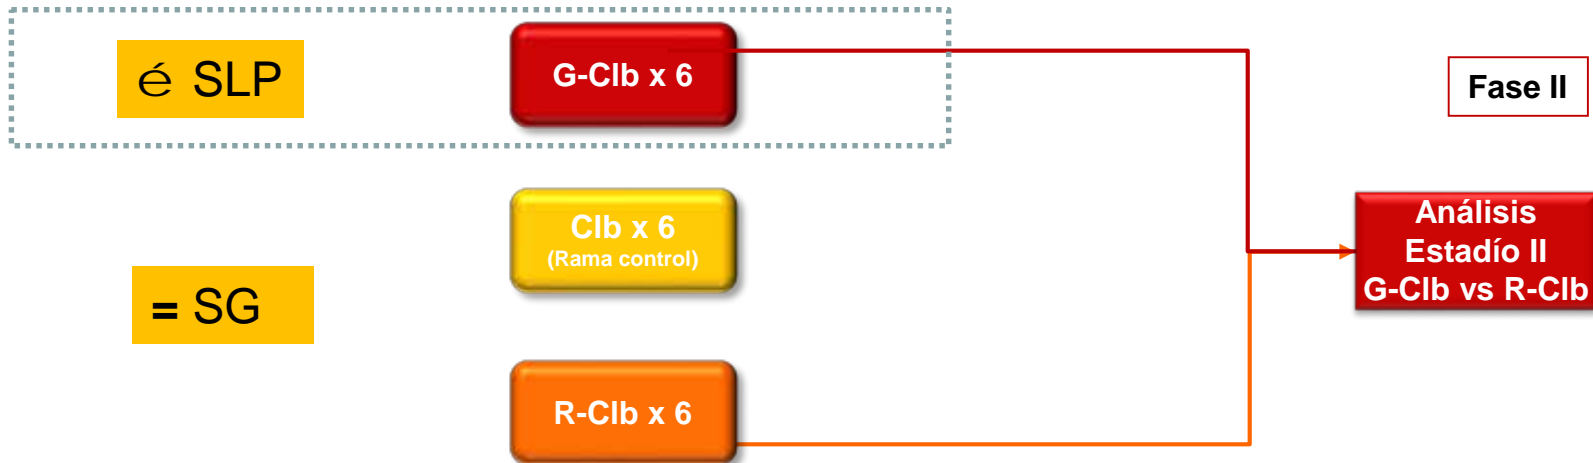 é SLP
G-Clb x 6
Fase II
Clb x 6
(Rama control)
= SG
Análisis
Estadío II
G-Clb vs R-Clb
R-Clb x 6